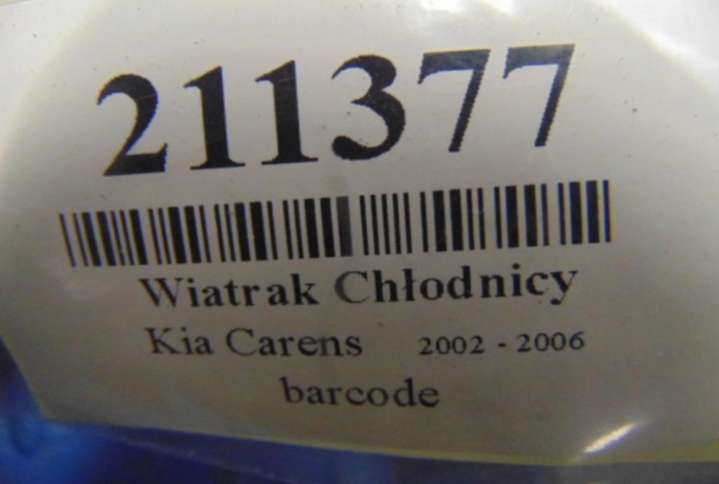 211377
Wiatrak Chłodnicy
Kia Carens 2002 - 2006
barcode